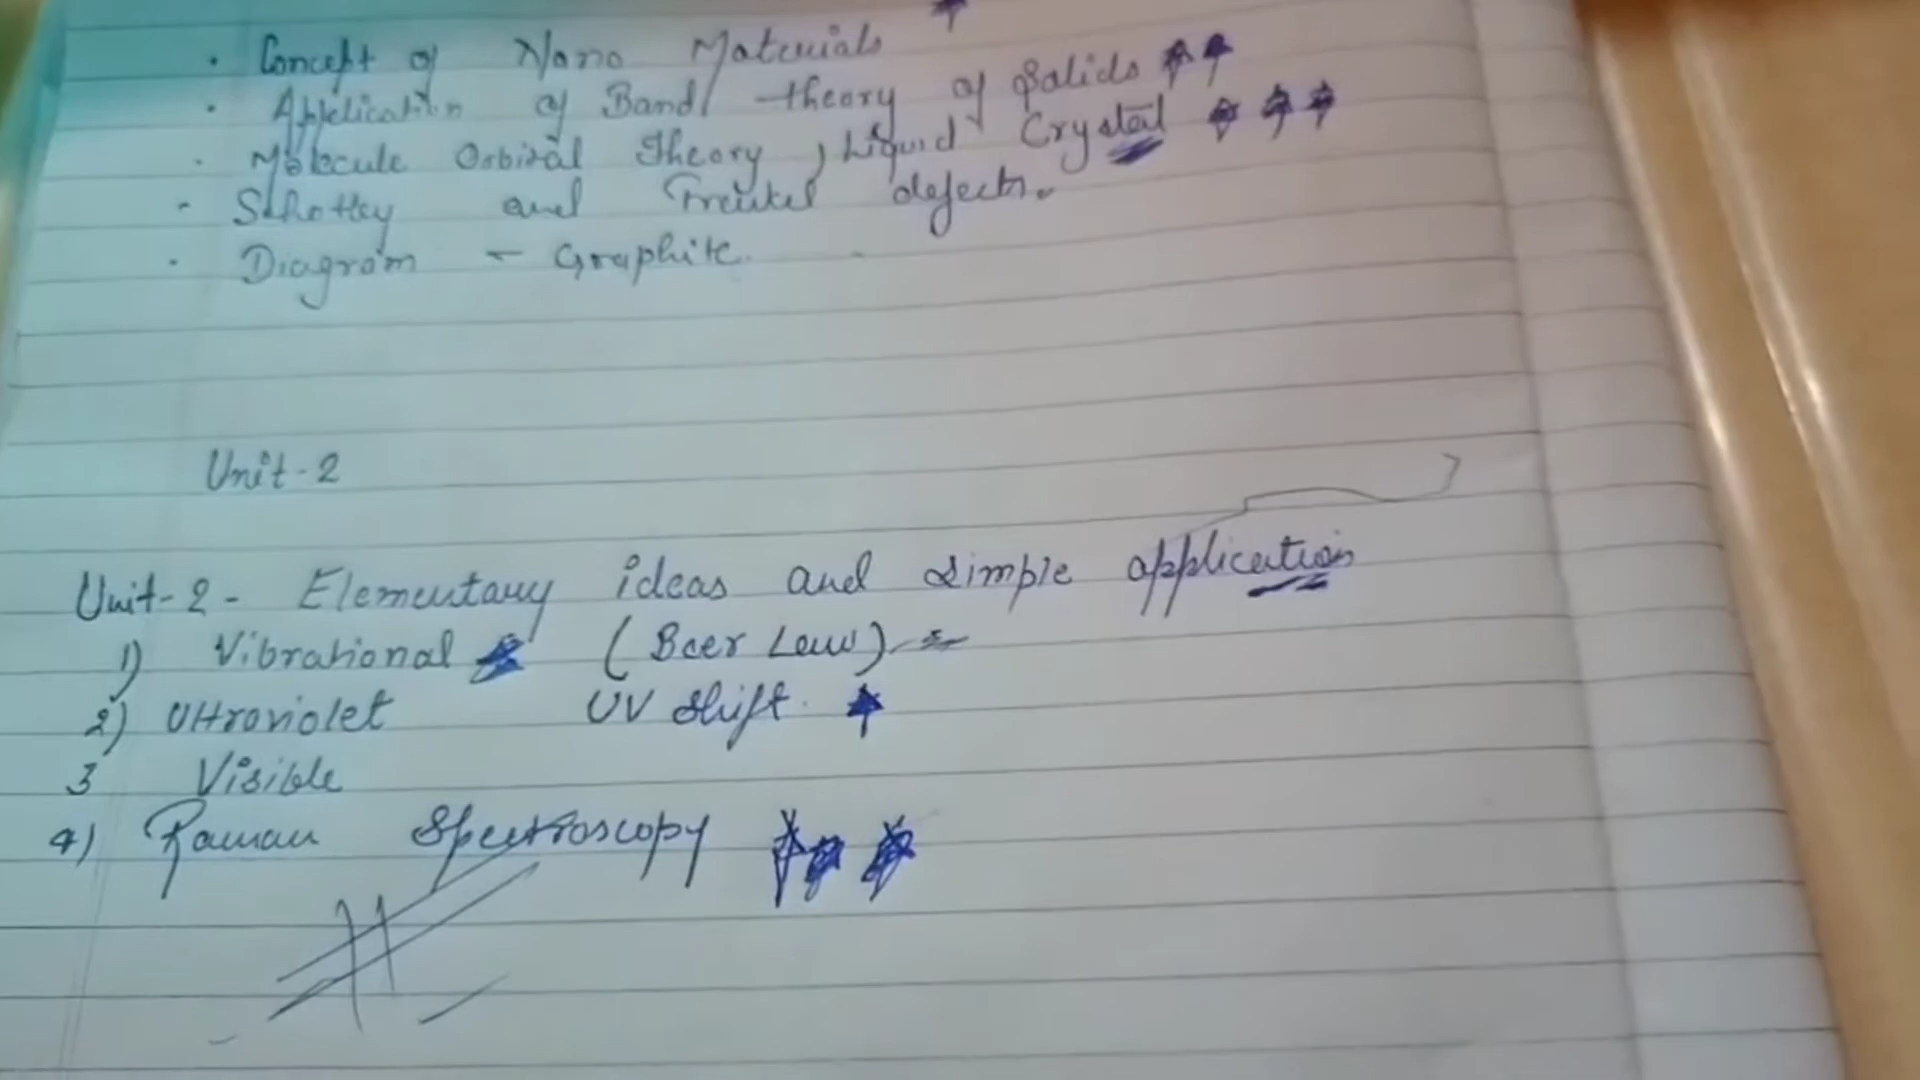 · Concept of Nano Materials
· Application of Band theory of Solids
· Molecule Orbital Theory, Liquid Crystal
- Schottky and Frenkel defects.
· Diagram - Graphite.
Unit-2
Unit-2- Elementary ideas and simple application
1) Vibrational (Beer Law)
2) Ultroviolet UV shift.
3 Visible
4) Raman Spectroscopy